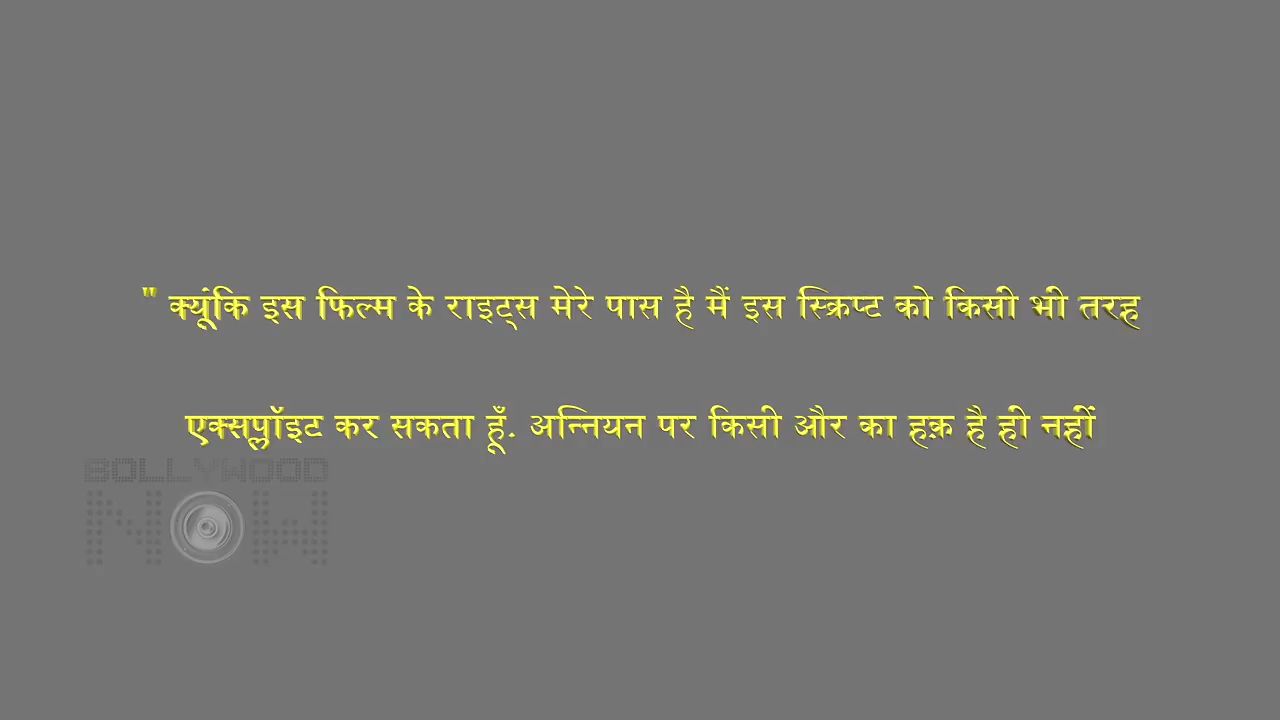 " क्यूंकि इस फिल्म के राइट्स मेरे पास है मैं इस स्क्रिप्ट को किसी भी तरह
एक्सप्लॉइट कर सकता हूँ. अन्नियन पर किसी और का हक़ है ही नहीं
BOLLYWOOD
NOW